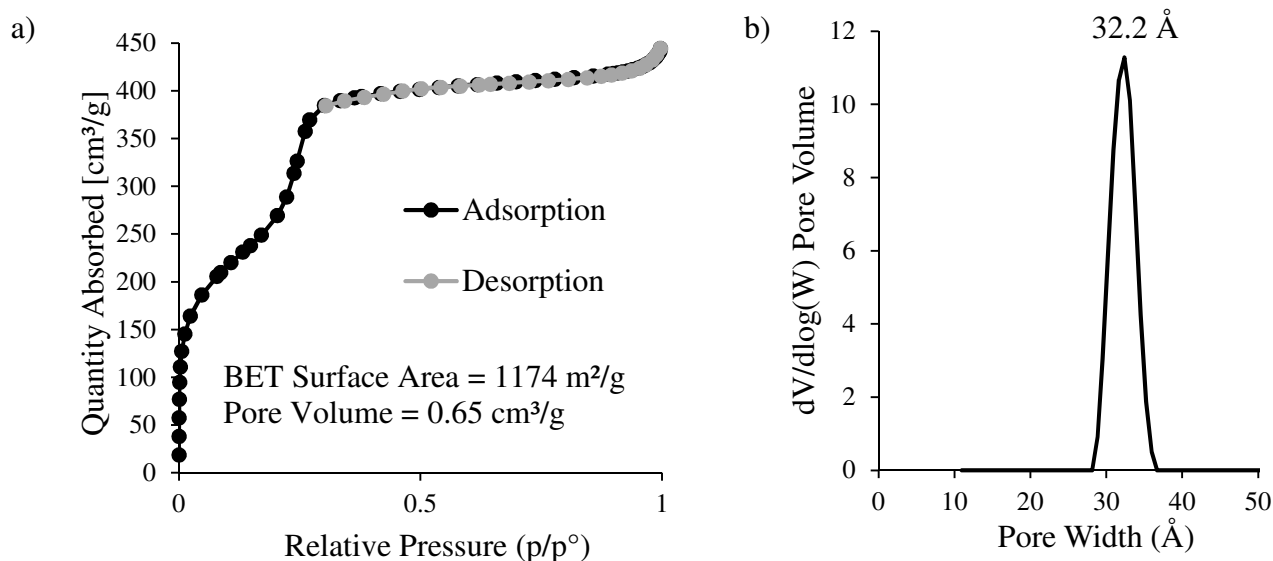 a)
450
400
350
300
250
200
150
100
50
0
Quantity Absorbed [cm³/g]
Adsorption
Desorption
BET Surface Area = 1174 m²/g
Pore Volume = 0.65 cm³/g
0
0.5
1
Relative Pressure (p/p°)
b)
32.2 Å
12
10
8
6
4
2
0
dV/dlog(W) Pore Volume
0
10
20
30
40
50
Pore Width (Å)